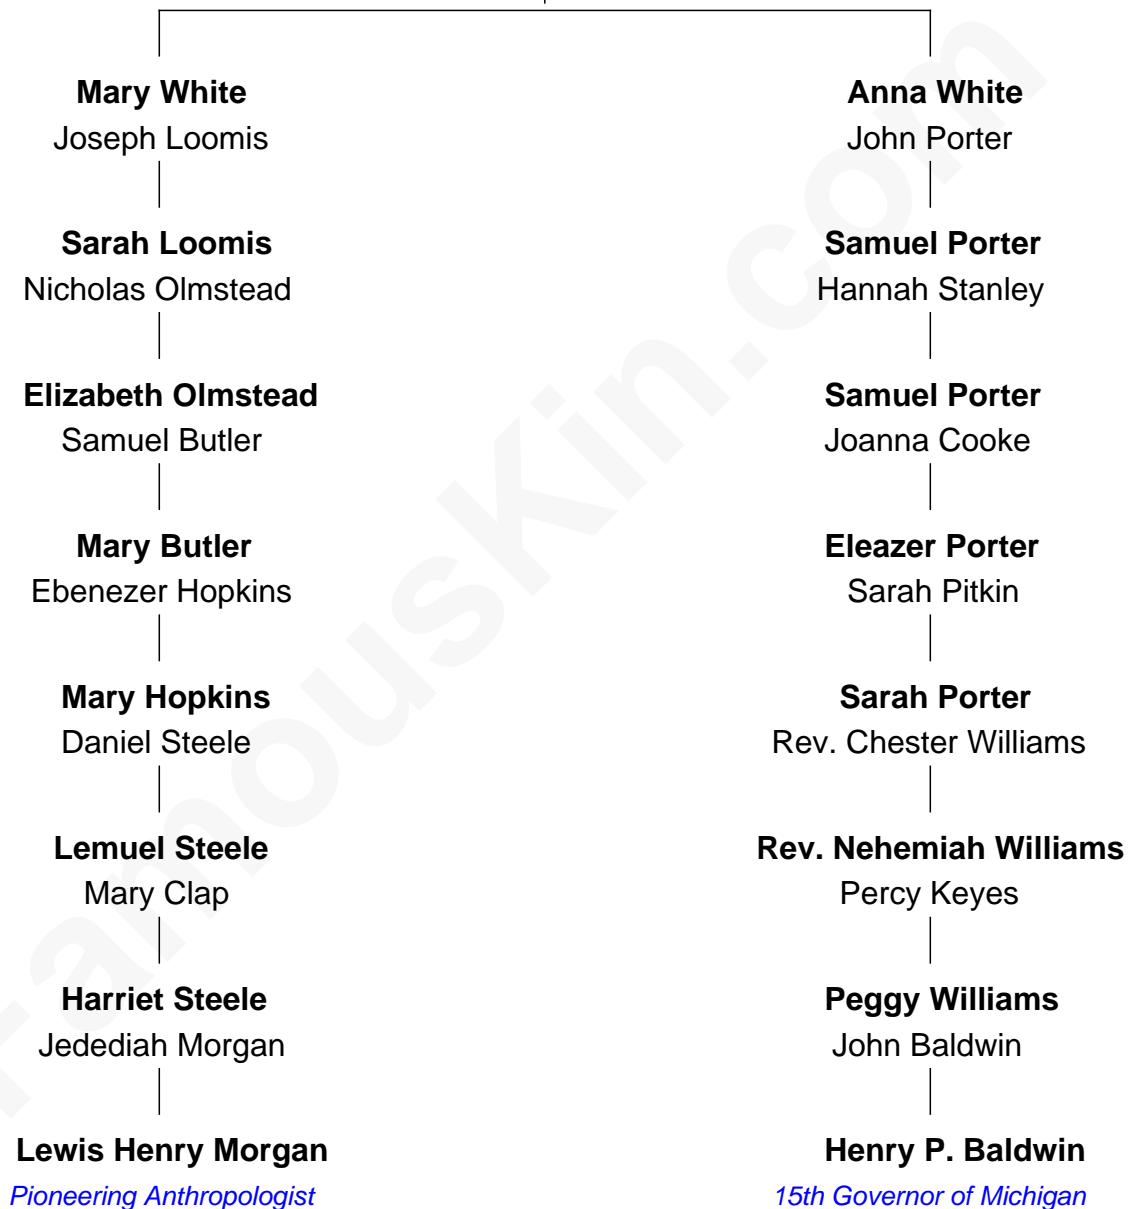 Mary White
Joseph Loomis
Sarah Loomis
Nicholas Olmstead
Elizabeth Olmstead
Samuel Butler
Mary Butler
Ebenezer Hopkins
Mary Hopkins
Daniel Steele
Lemuel Steele
Mary Clap
Harriet Steele
Jedediah Morgan
Lewis Henry Morgan
Pioneering Anthropologist
Anna White
John Porter
Samuel Porter
Hannah Stanley
Samuel Porter
Joanna Cooke
Eleazer Porter
Sarah Pitkin
Sarah Porter
Rev. Chester Williams
Rev. Nehemiah Williams
Percy Keyes
Peggy Williams
John Baldwin
Henry P. Baldwin
15th Governor of Michigan
FamousKin.com